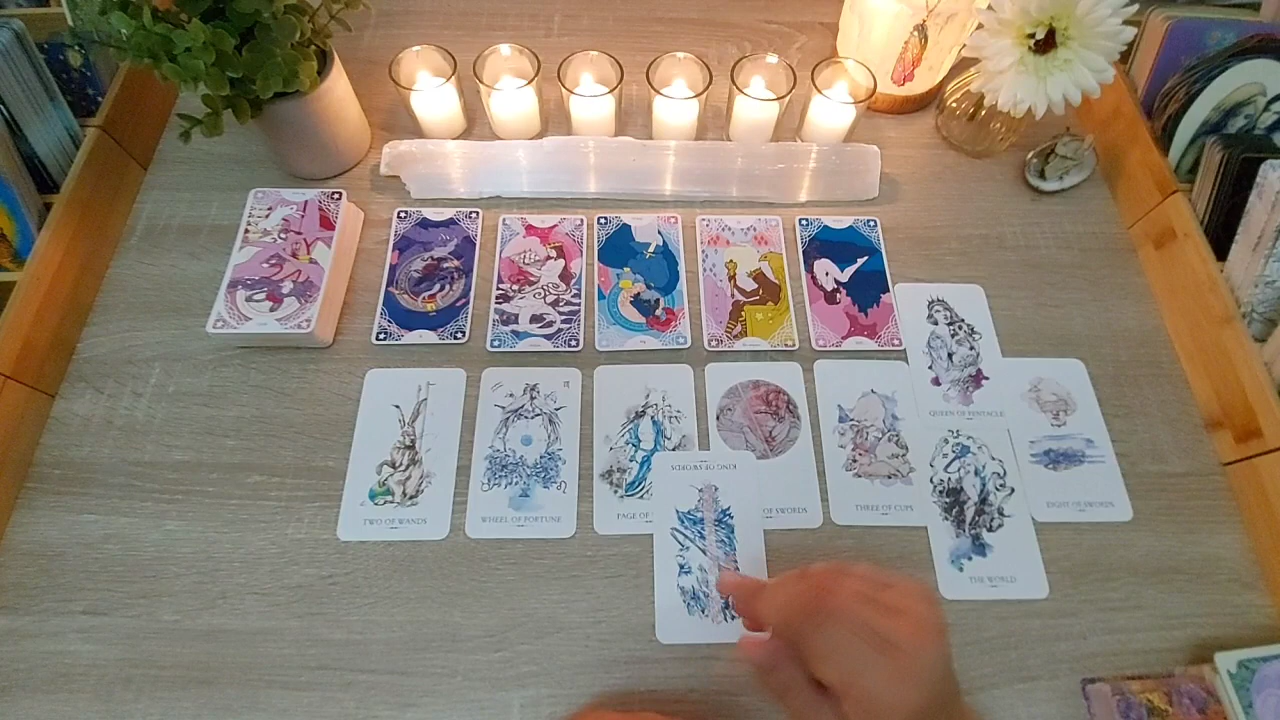 QUEEN OF PENTACLE
TWO OF WANDS
WHEEL OF FORTUNE
PAGE OF
KING OF SWORDS
OF SWORDS
THREE OF CUPS
EIGHT OF SWORDS
THE WORLD